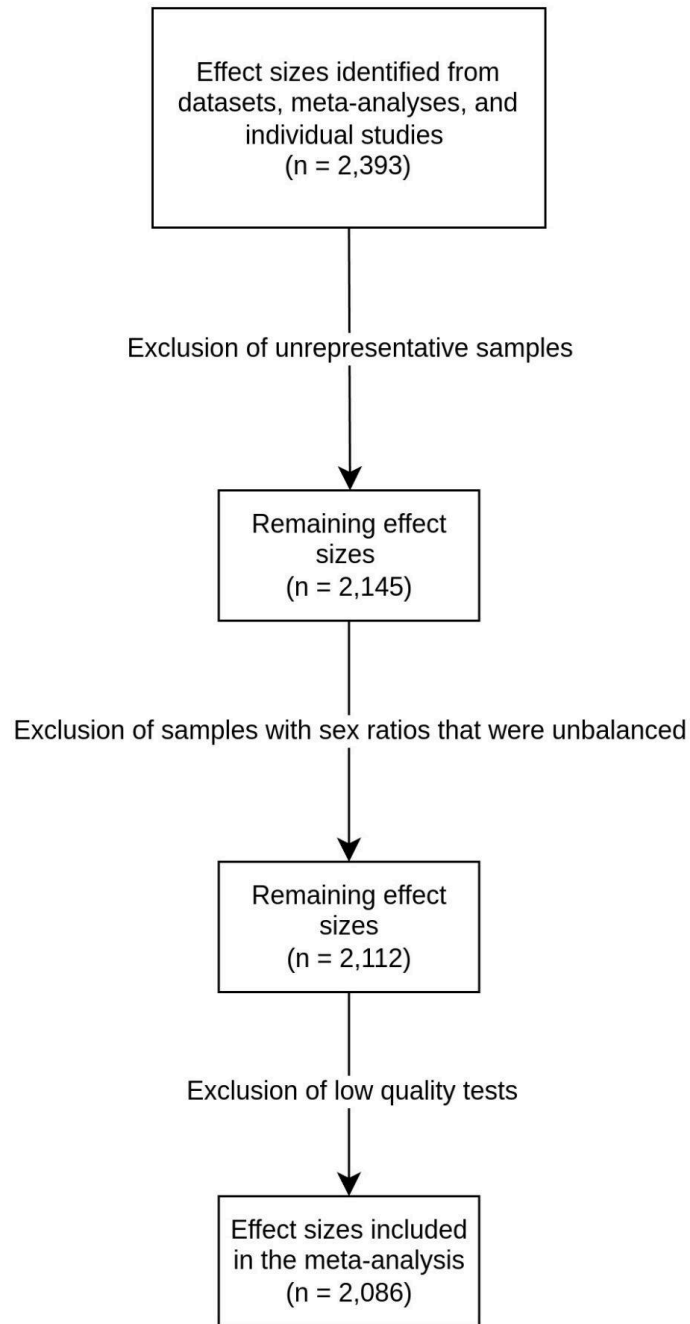 Effect sizes identified from
datasets, meta-analyses, and
individual studies
(n = 2,393)
Exclusion of unrepresentative samples
Remaining effect
sizes
(n = 2,145)
Exclusion of samples with sex ratios that were unbalanced
Remaining effect
sizes
(n = 2,112)
Exclusion of low quality tests
Effect sizes included
in the meta-analysis
(n = 2,086)